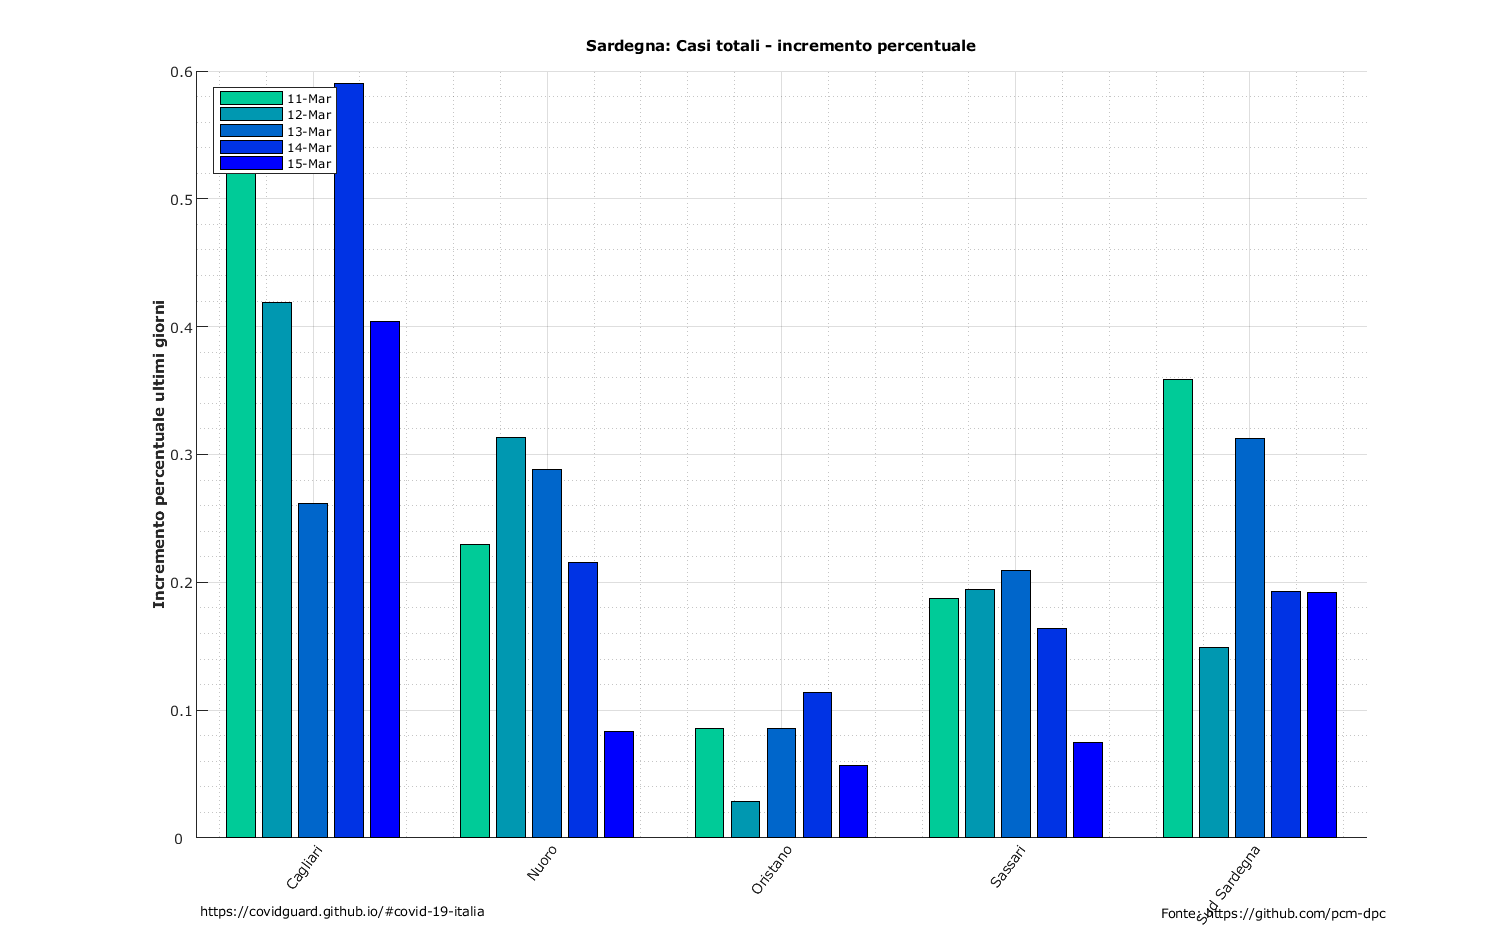 Sardegna: Casi totali - incremento percentuale
0.6
0.5
0.4
0.3
0.2
0.1
0
Incremento percentuale ultimi giorni
11-Mar
12-Mar
13-Mar
14-Mar
15-Mar
Cagliari
Nuoro
Oristano
Sassari
Sud Sardegna
https://covidguard.github.io/#covid-19-italia
Fonte: https://github.com/pcm-dpc